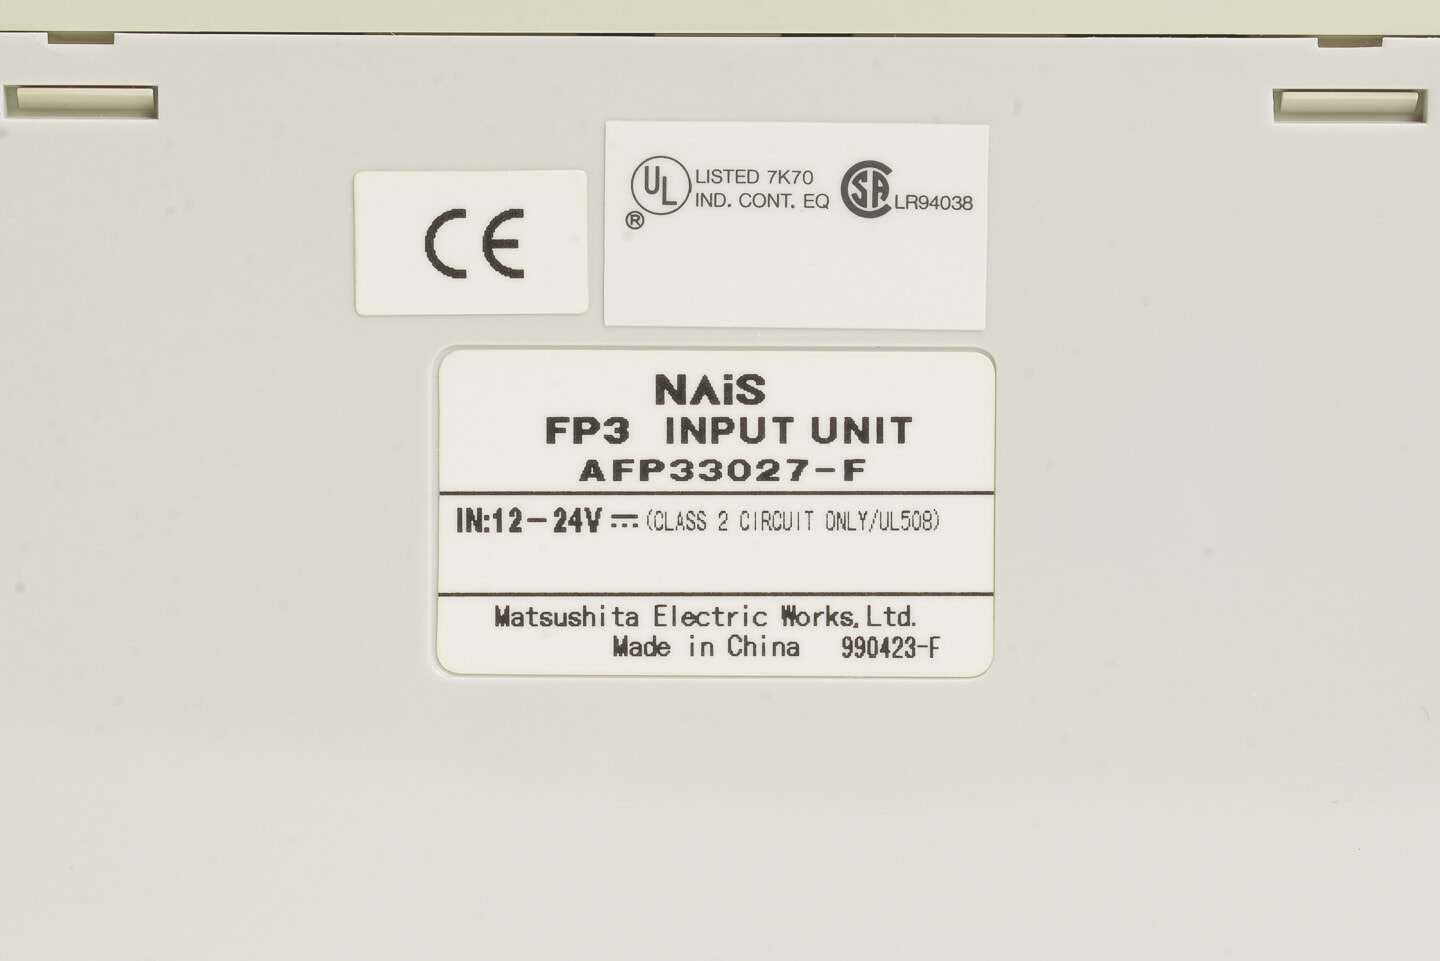 CE
UL
®
LISTED 7K70
IND. CONT. EQ
SA
LR94038
NAiS
FP3 INPUT UNIT
AFP33027-F
IN:12-24V⎓(CLASS 2 CIRCUIT ONLY/UL508)
Matsushita Electric Works, Ltd.
Made in China 990423-F